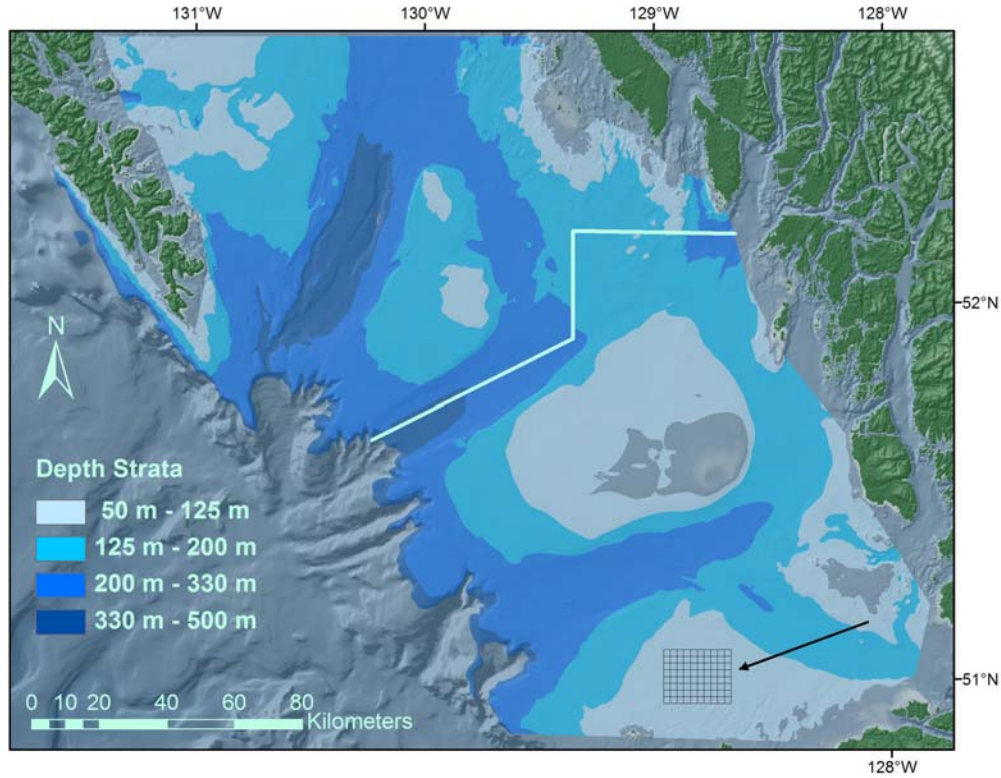 131°W 130°W 129°W 128°W
52°N
N
Depth Strata
50 m - 125 m
125 m - 200 m
200 m - 330 m
330 m - 500 m
51°N
0 10 20 40 60 80
Kilometers
128°W